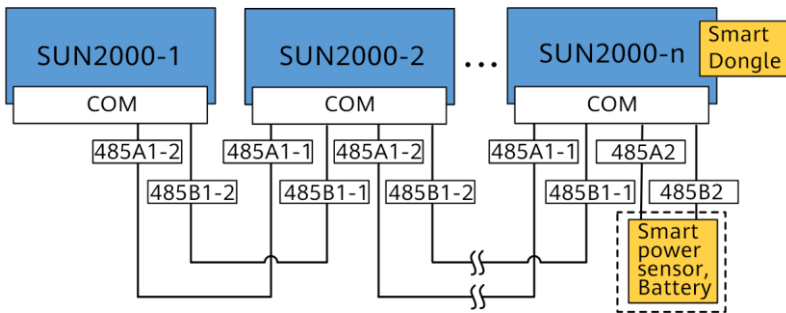 SUN2000-1
SUN2000-2
...
SUN2000-n
Smart
Dongle
COM
COM
COM
485A1-2
485A1-1
485A1-2
485A1-1
485A2
485B1-2
485B1-1
485B1-2
485B1-1
485B2
Smart
power
sensor,
Battery